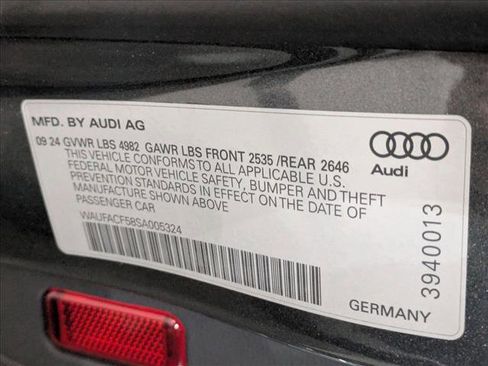 MFD. BY AUDI AG
09 24 GVWR LBS 4982 GAWR LBS FRONT 2535 /REAR 2646
THIS VEHICLE CONFORMS TO ALL APPLICABLE U.S.
FEDERAL MOTOR VEHICLE SAFETY, BUMPER AND THEFT
PREVENTION STANDARDS IN EFFECT ON THE DATE OF
MANUFACTURE SHOWN ABOVE
PASSENGER CAR
WAUFACF58SA005324
Audi
3940013
GERMANY